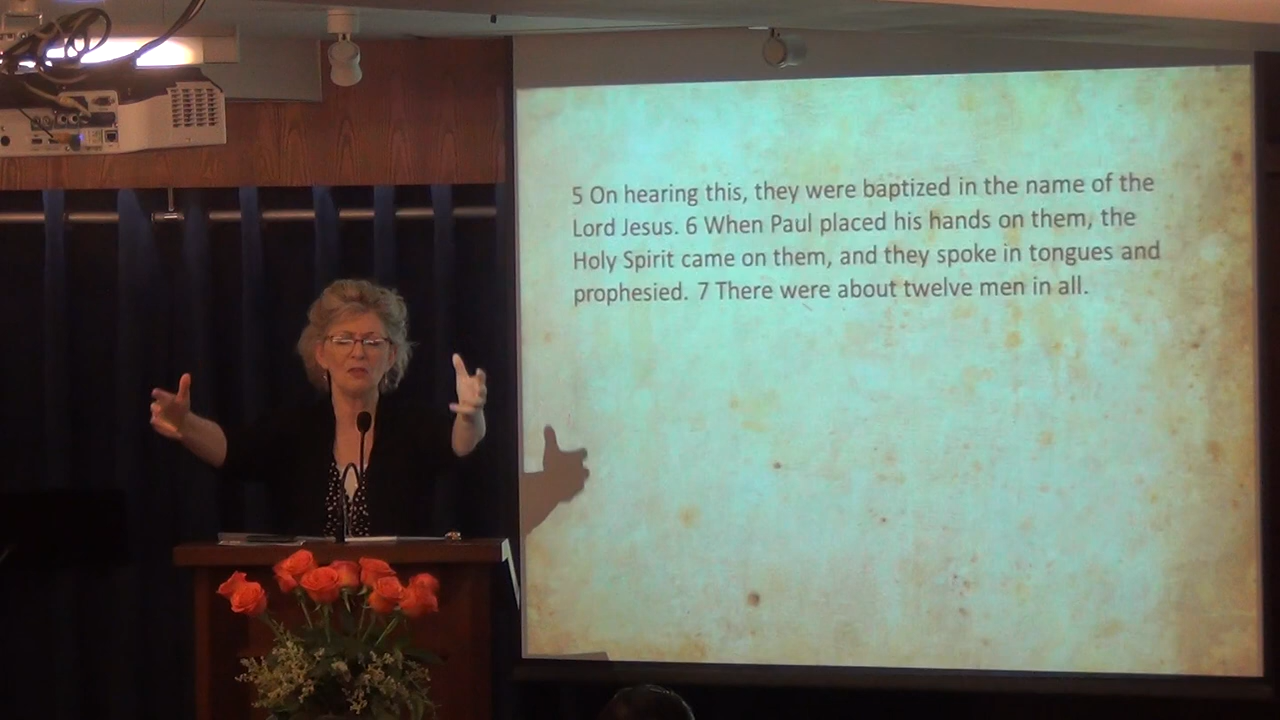 5 On hearing this, they were baptized in the name of the
Lord Jesus. 6 When Paul placed his hands on them, the
Holy Spirit came on them, and they spoke in tongues and
prophesied. 7 There were about twelve men in all.